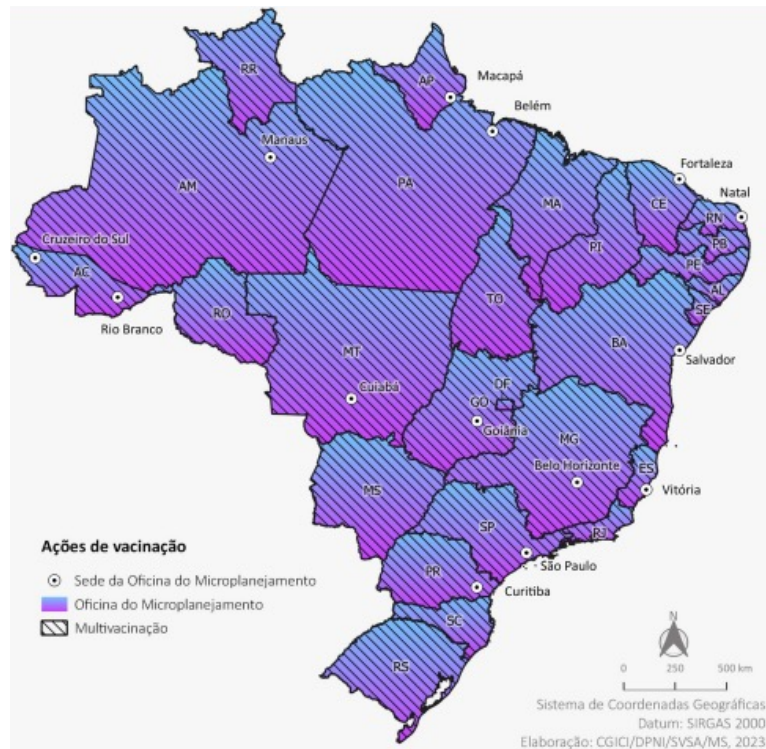 RR
AP
Macapá
Belém
Manaus
Fortaleza
AM
PA
MA
CE
Natal
RN
PI
PB
Cruzeiro do Sul
PE
AC
AL
TO
SE
Rio Branco
RO
BA
MT
Salvador
DF
Cuiabá
GO
Goiânia
MG
Belo Horizonte
ES
MS
Vitória
SP
RJ
Ações de vacinação
São Paulo
Sede da Oficina do Microplanejamento
PR
Curitiba
Oficina do Microplanejamento
SC
N
Multivacinação
RS
0 250 500 km
Sistema de Coordenadas Geográficas
Datum: SIRGAS 2000
Elaboração: CGICI/DPNI/SVSA/MS, 2023